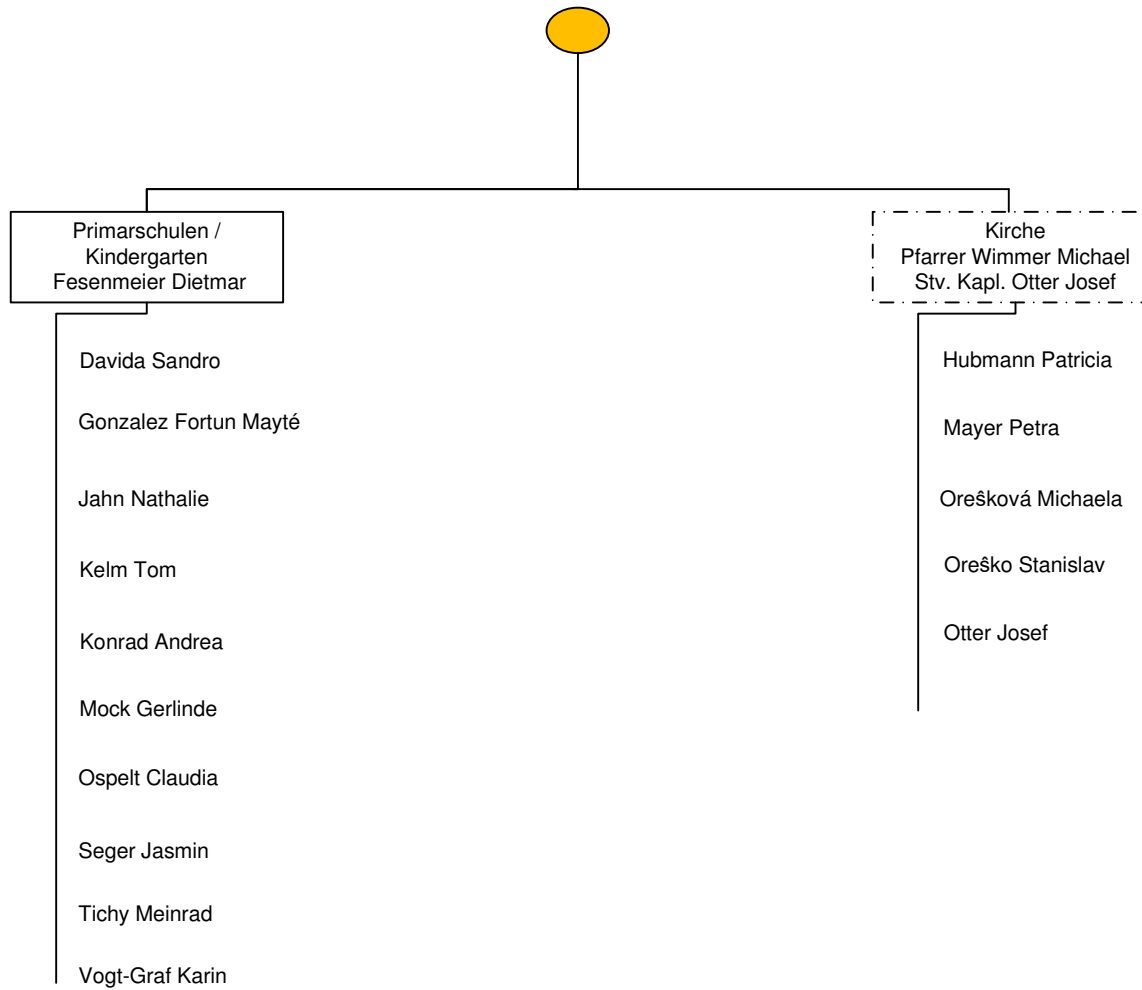 Primarschulen /
Kindergarten
Fesenmeier Dietmar
Davida Sandro
Gonzalez Fortun Mayté
Jahn Nathalie
Kelm Tom
Konrad Andrea
Mock Gerlinde
Ospelt Claudia
Seger Jasmin
Tichy Meinrad
Vogt-Graf Karin
Kirche
Pfarrer Wimmer Michael
Stv. Kapl. Otter Josef
Hubmann Patricia
Mayer Petra
Oreŝková Michaela
Oreŝko Stanislav
Otter Josef